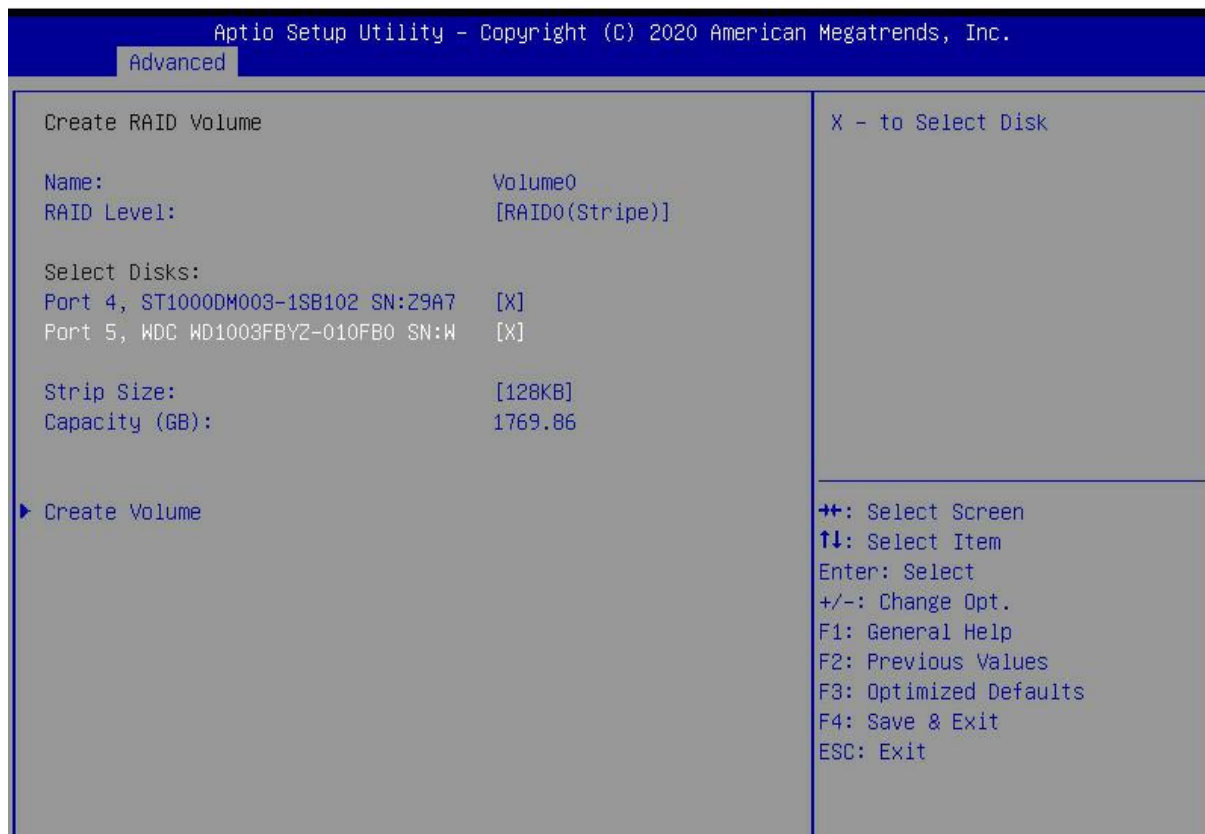 Aptio Setup Utility – Copyright (C) 2020 American Megatrends, Inc.
Advanced
Create RAID Volume
Name: Volume0
RAID Level: [RAID0(Stripe)]
Select Disks:
Port 4, ST1000DM003-1SB102 SN:Z9A7 [X]
Port 5, WDC WD1003FBYZ-010FB0 SN:W [X]
Strip Size: [128KB]
Capacity (GB): 1769.86
Create Volume
X – to Select Disk
→←: Select Screen
↑↓: Select Item
Enter: Select
+/-: Change Opt.
F1: General Help
F2: Previous Values
F3: Optimized Defaults
F4: Save & Exit
ESC: Exit